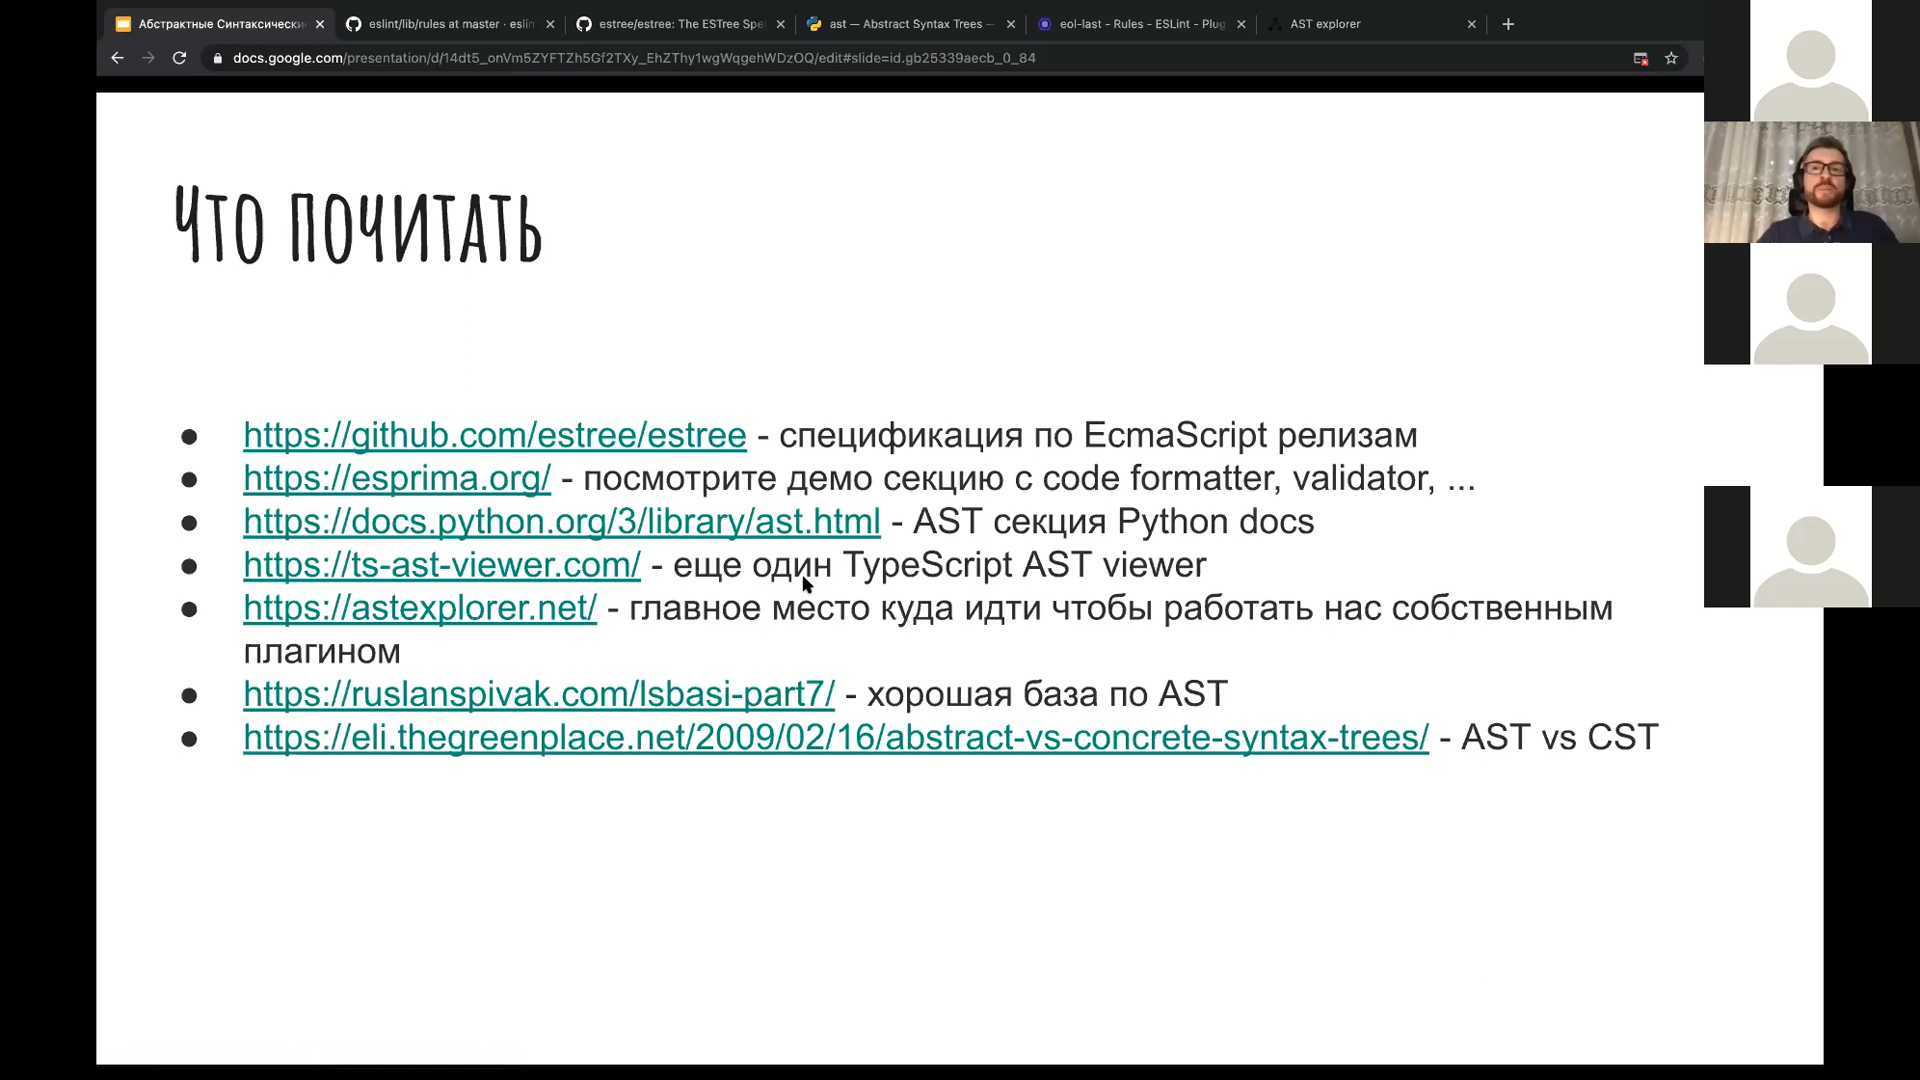 Абстрактные Синтаксически
eslint/lib/rules at master · eslin
estree/estree: The ESTree Spe
ast — Abstract Syntax Trees —
eol-last - Rules - ESLint - Plug
AST explorer
docs.google.com/presentation/d/14dt5_onVm5ZYFTZh5Gf2TXy_EhZThy1wgWqgehWDzOQ/edit#slide=id.gb25339aecb_0_84
Что почитать
● https://github.com/estree/estree - спецификация по EcmaScript релизам
● https://esprima.org/ - посмотрите демо секцию с code formatter, validator, ...
● https://docs.python.org/3/library/ast.html - AST секция Python docs
● https://ts-ast-viewer.com/ - еще один TypeScript AST viewer
● https://astexplorer.net/ - главное место куда идти чтобы работать нас собственным
плагином
● https://ruslanspivak.com/lsbasi-part7/ - хорошая база по AST
● https://eli.thegreenplace.net/2009/02/16/abstract-vs-concrete-syntax-trees/ - AST vs CST